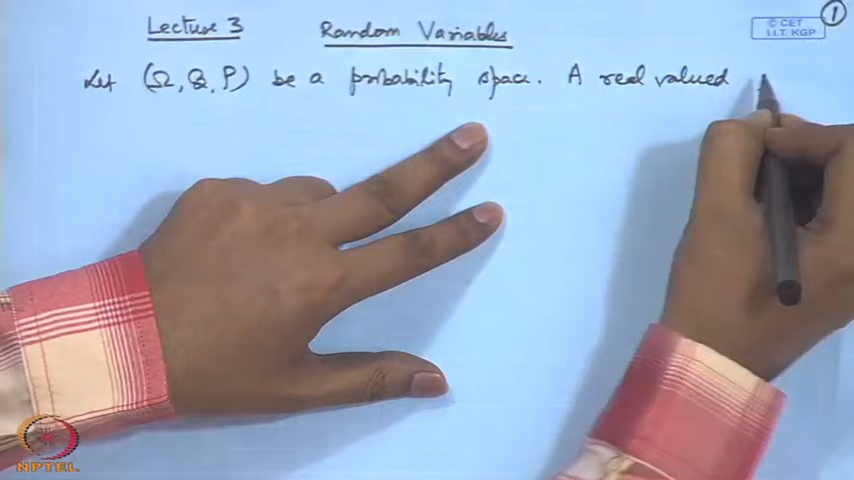 Lecture 3 Random Variables
© CET
I.I.T. KGP
1
Let (Ω, B, P) be a probability space. A real valued
NPTEL